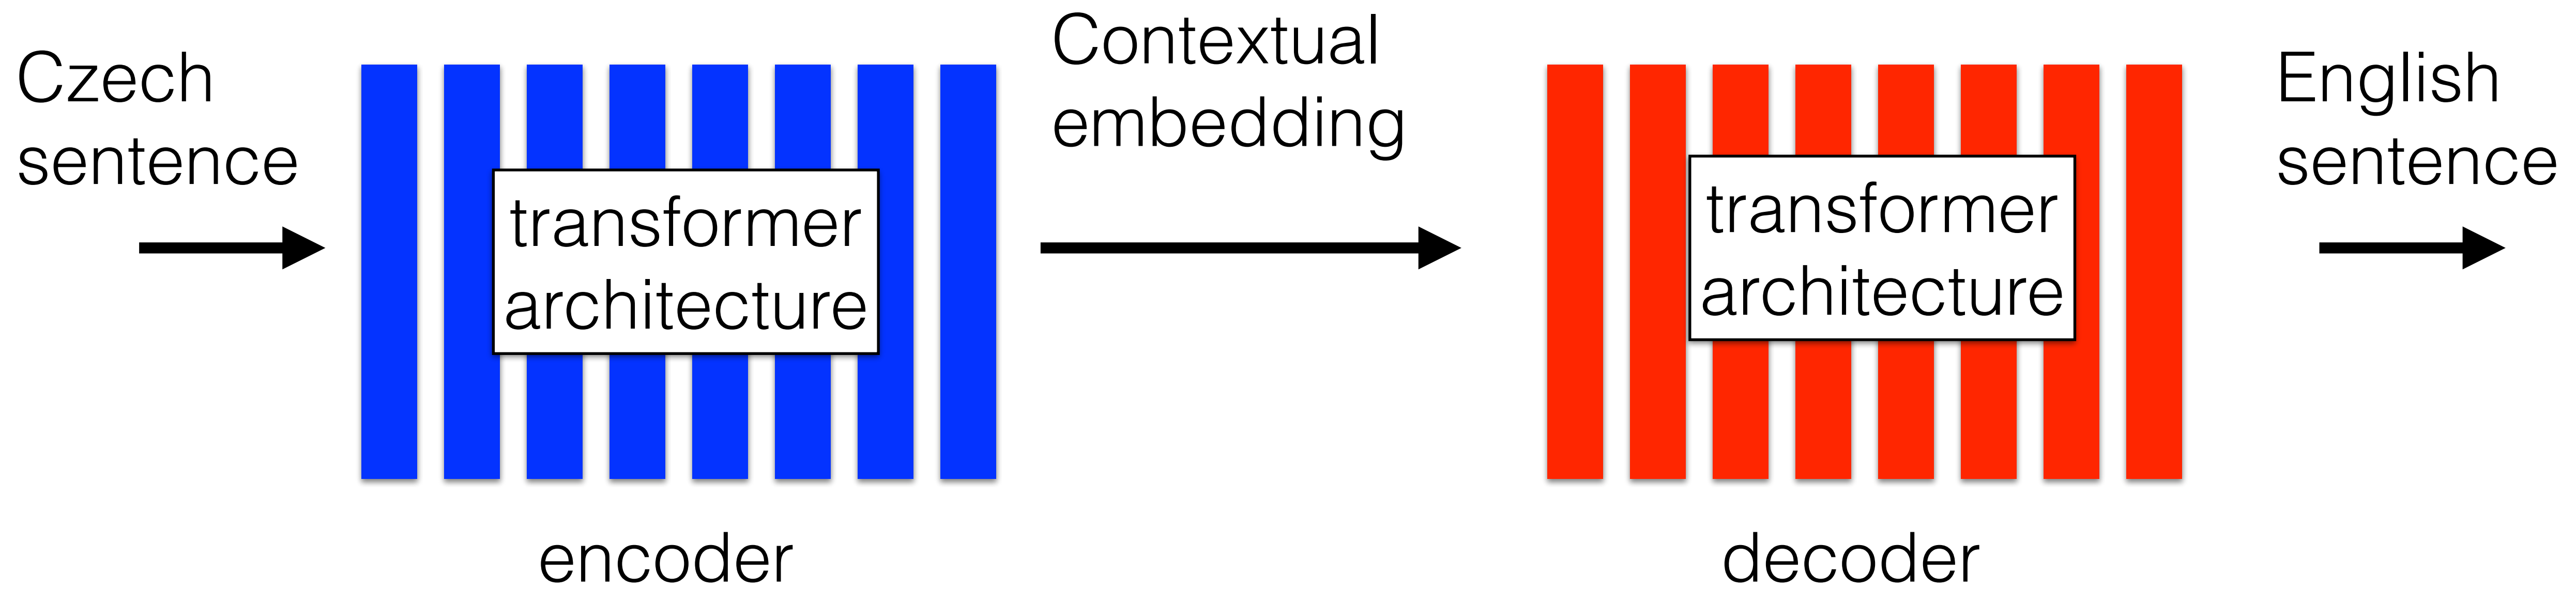 Czech
sentence
transformer
architecture
encoder
Contextual
embedding
transformer
architecture
decoder
English
sentence